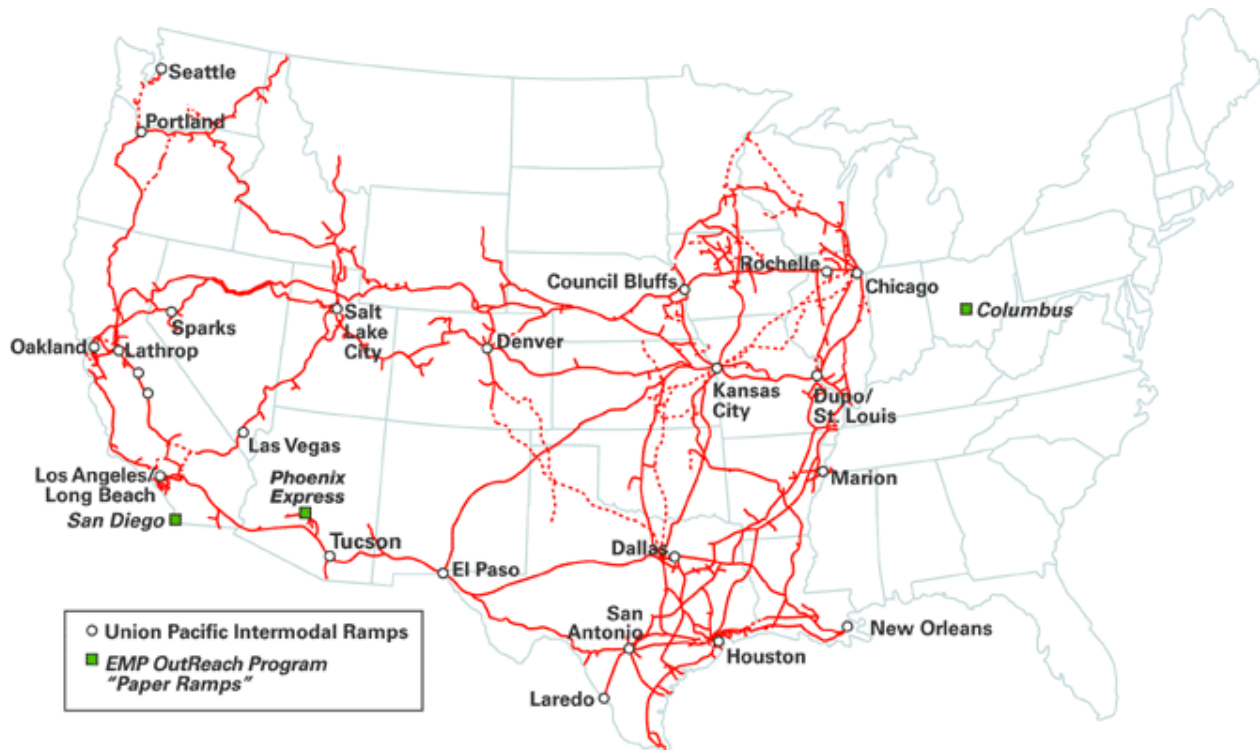 Seattle
Portland
Council Bluffs
Rochelle
Chicago
Columbus
Sparks
Salt
Lake
City
Oakland
Lathrop
Denver
Kansas
City
Dupo/
St. Louis
Las Vegas
Los Angeles/
Long Beach
Phoenix
Express
Marion
San Diego
Tucson
Dallas
El Paso
San
Antonio
New Orleans
Houston
Laredo
Union Pacific Intermodal Ramps
EMP OutReach Program
"Paper Ramps"